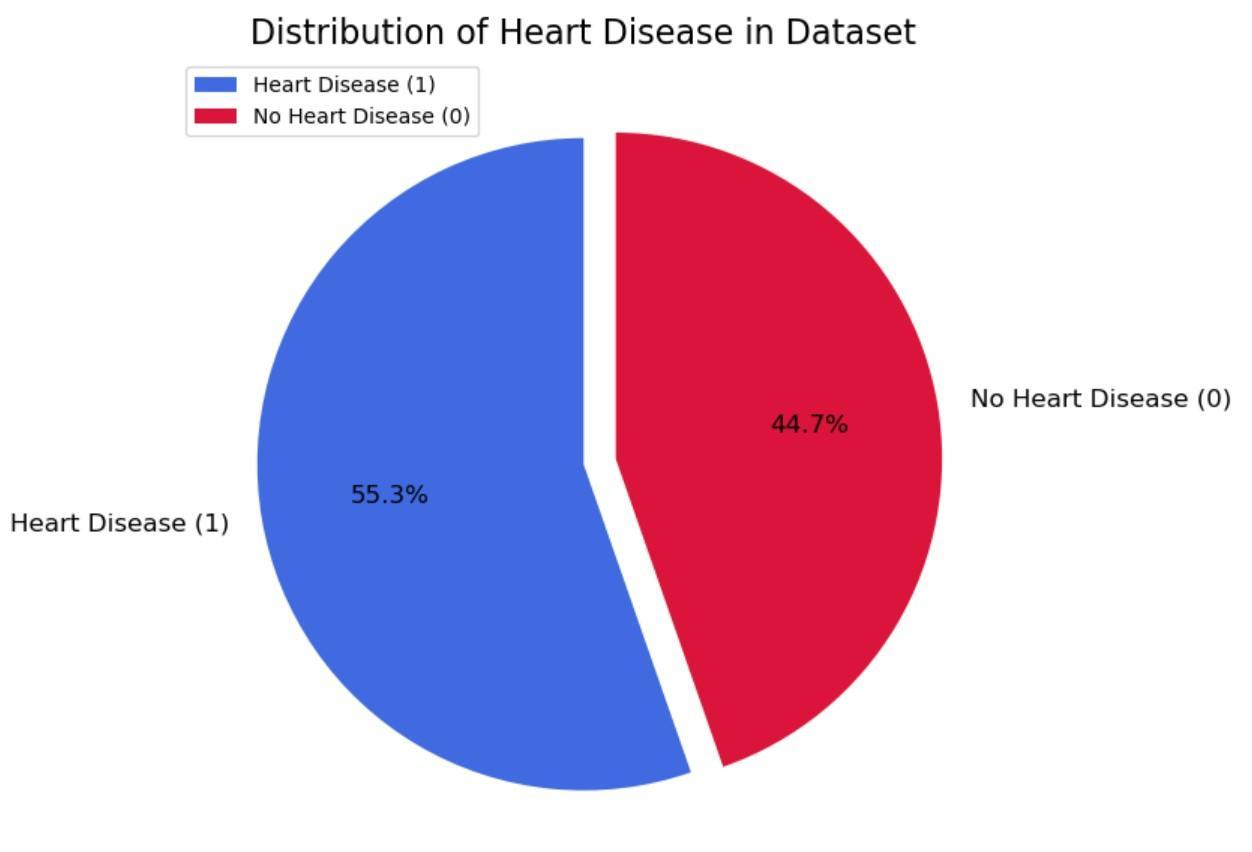 Distribution of Heart Disease in Dataset
Heart Disease (1)
No Heart Disease (0)
No Heart Disease (0)
44.7%
55.3%
Heart Disease (1)